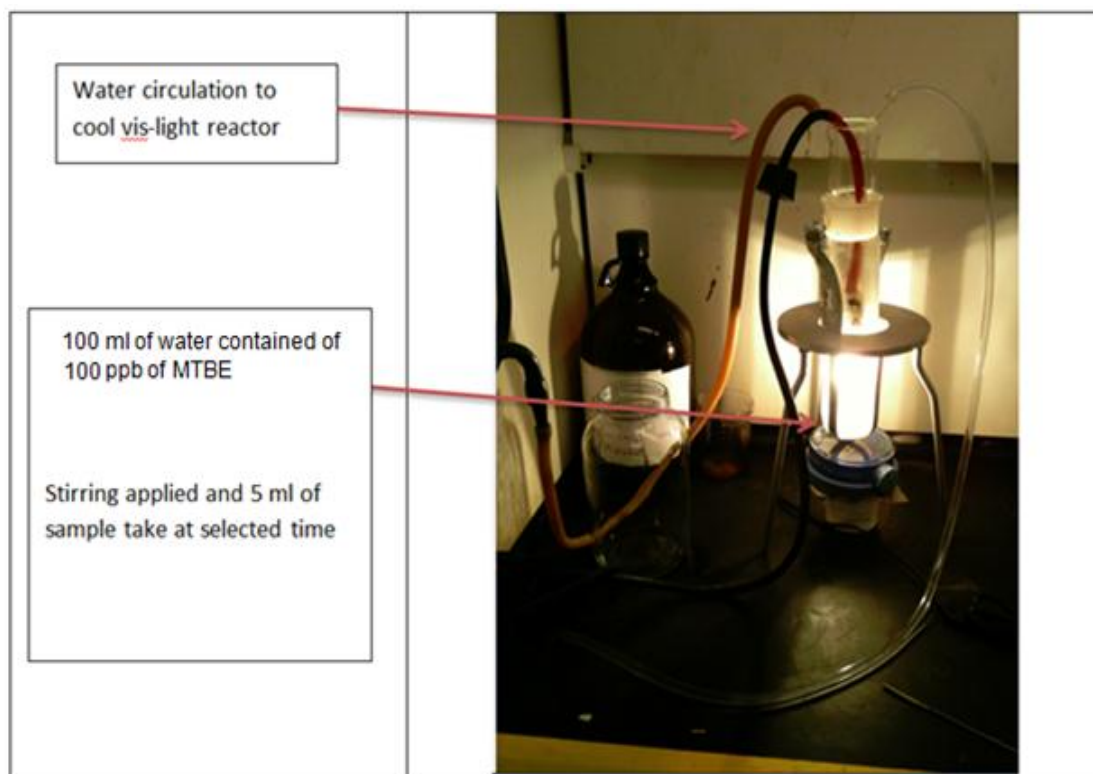 Water circulation to
cool vis-light reactor
100 ml of water contained of
100 ppb of MTBE
Stirring applied and 5 ml of
sample take at selected time